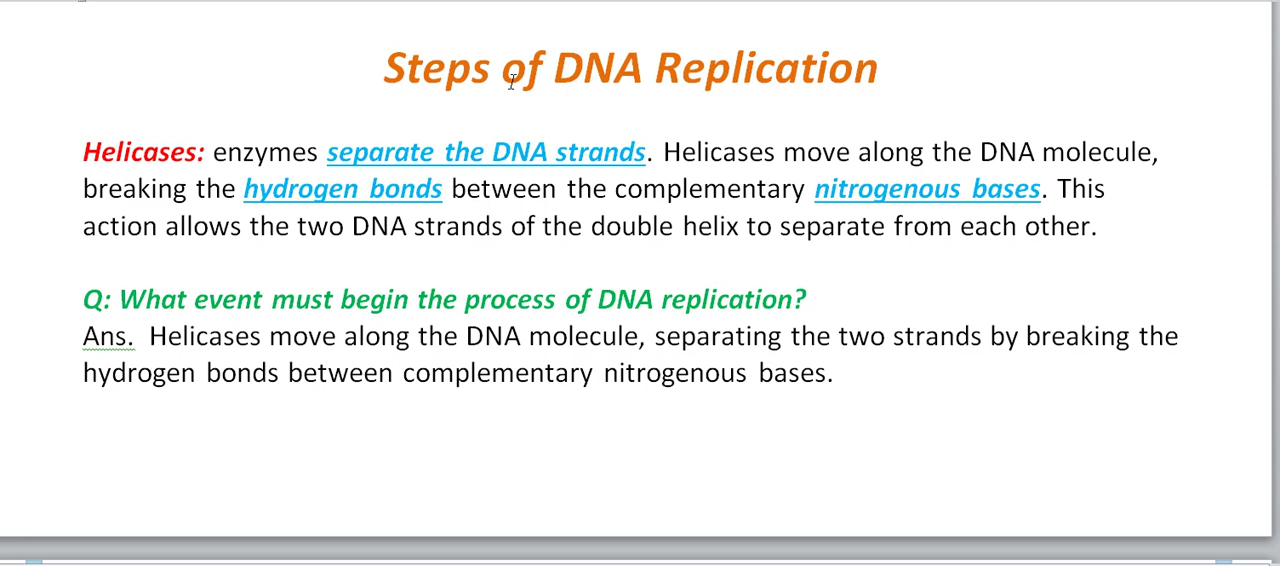 Steps of DNA Replication
Helicases: enzymes separate the DNA strands. Helicases move along the DNA molecule,
breaking the hydrogen bonds between the complementary nitrogenous bases. This
action allows the two DNA strands of the double helix to separate from each other.
Q: What event must begin the process of DNA replication?
Ans. Helicases move along the DNA molecule, separating the two strands by breaking the
hydrogen bonds between complementary nitrogenous bases.